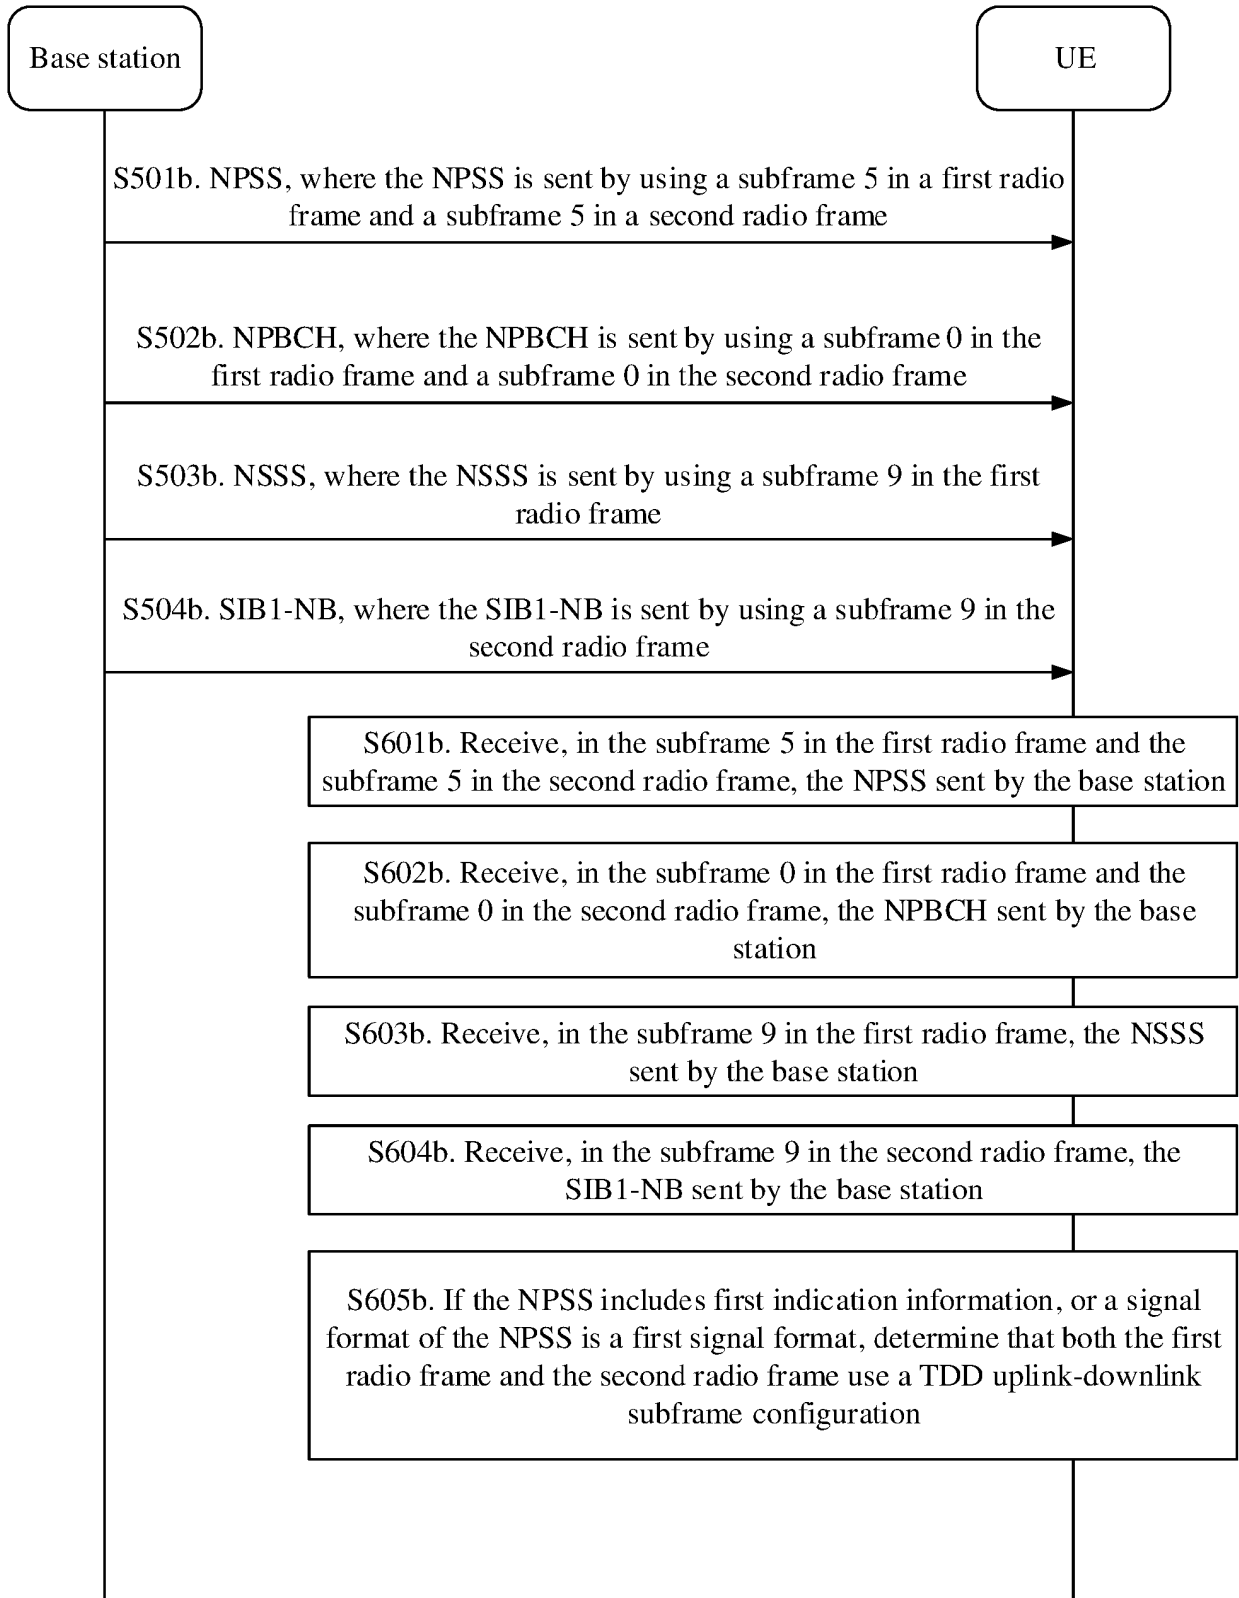 Base station
UE
S501b. NPSS, where the NPSS is sent by using a subframe 5 in a first radio
frame and a subframe 5 in a second radio frame
S502b. NPBCH, where the NPBCH is sent by using a subframe 0 in the
first radio frame and a subframe 0 in the second radio frame
S503b. NSSS, where the NSSS is sent by using a subframe 9 in the first
radio frame
S504b. SIB1-NB, where the SIB1-NB is sent by using a subframe 9 in the
second radio frame
S601b. Receive, in the subframe 5 in the first radio frame and the
subframe 5 in the second radio frame, the NPSS sent by the base station
S602b. Receive, in the subframe 0 in the first radio frame and the
subframe 0 in the second radio frame, the NPBCH sent by the base
station
S603b. Receive, in the subframe 9 in the first radio frame, the NSSS
sent by the base station
S604b. Receive, in the subframe 9 in the second radio frame, the
SIB1-NB sent by the base station
S605b. If the NPSS includes first indication information, or a signal
format of the NPSS is a first signal format, determine that both the first
radio frame and the second radio frame use a TDD uplink-downlink
subframe configuration